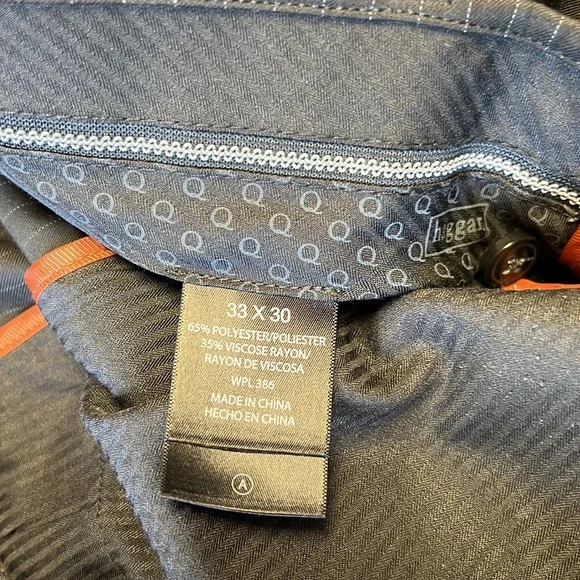 haggar
33 X 30
65% POLYESTER/POLIESTER
35% VISCOSE RAYON/
RAYON DE VISCOSA
WPL 386
MADE IN CHINA
HECHO EN CHINA
A